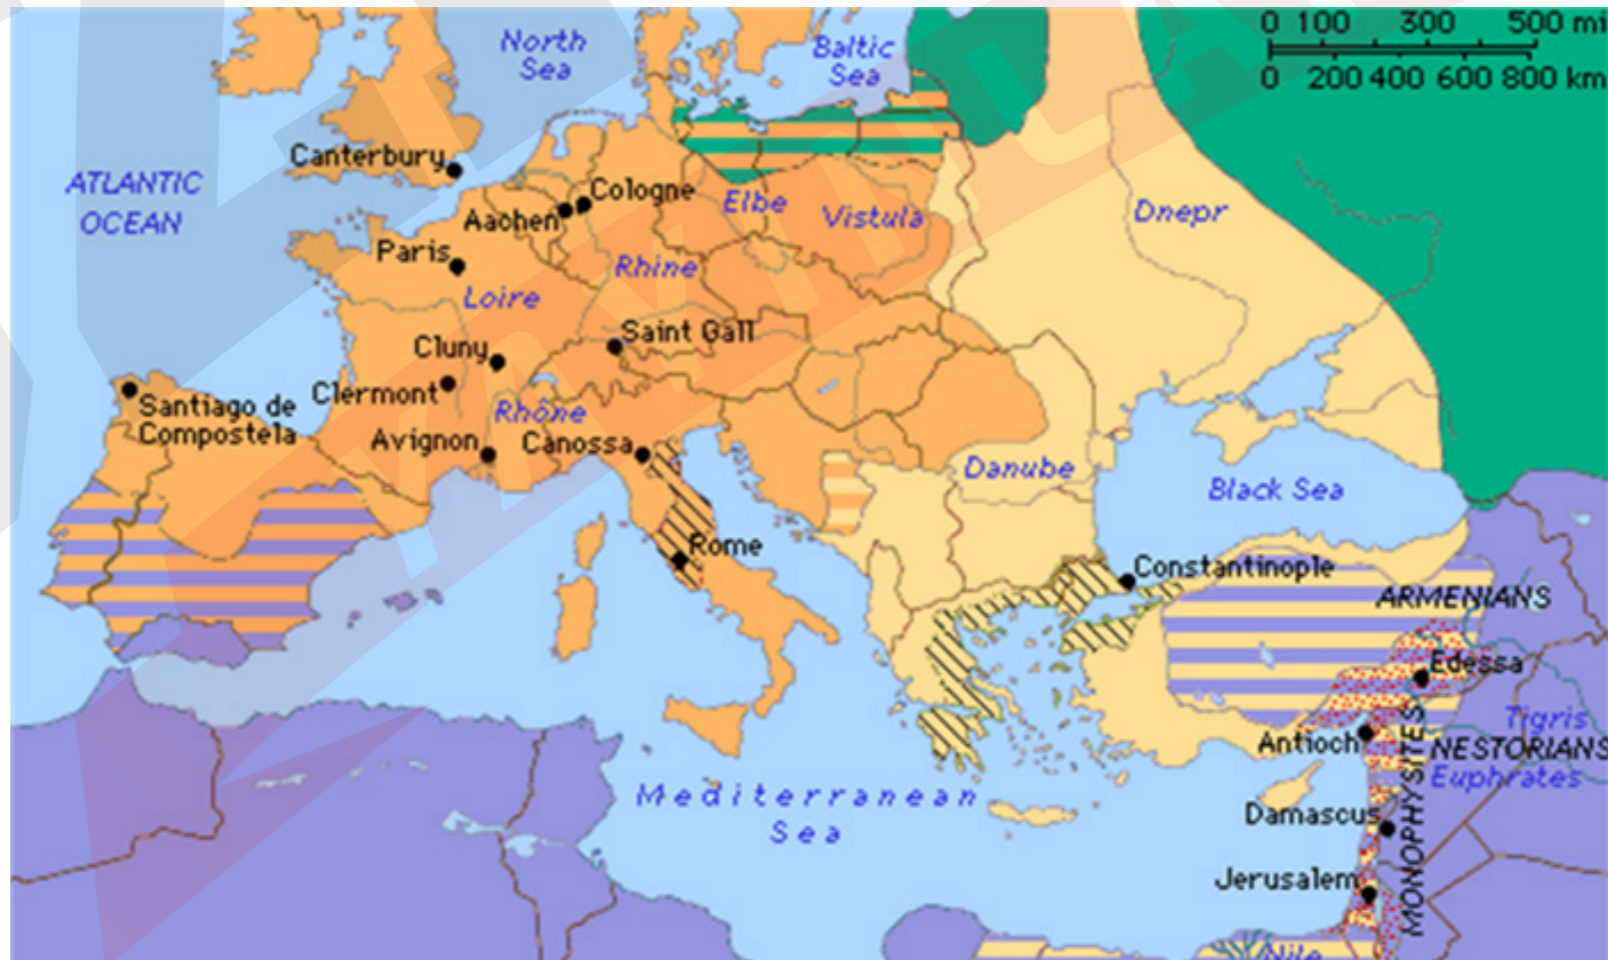 0 100 300 500 mi
0 200 400 600 800 km
North
Sea
Baltic
Sea
ATLANTIC
OCEAN
Canterbury
Cologne
Aachen
Elbe
Vistula
Dnepr
Paris
Rhine
Loire
Saint Gall
Cluny
Clermont
Santiago de
Compostela
Rhône
Avignon
Canossa
Danube
Black Sea
Rome
Constantinople
ARMENIANS
Edessa
Tigris
Antioch
NESTORIANS
Euphrates
MONOPHYSITES
Mediterranean
Sea
Damascus
Jerusalem
Nile